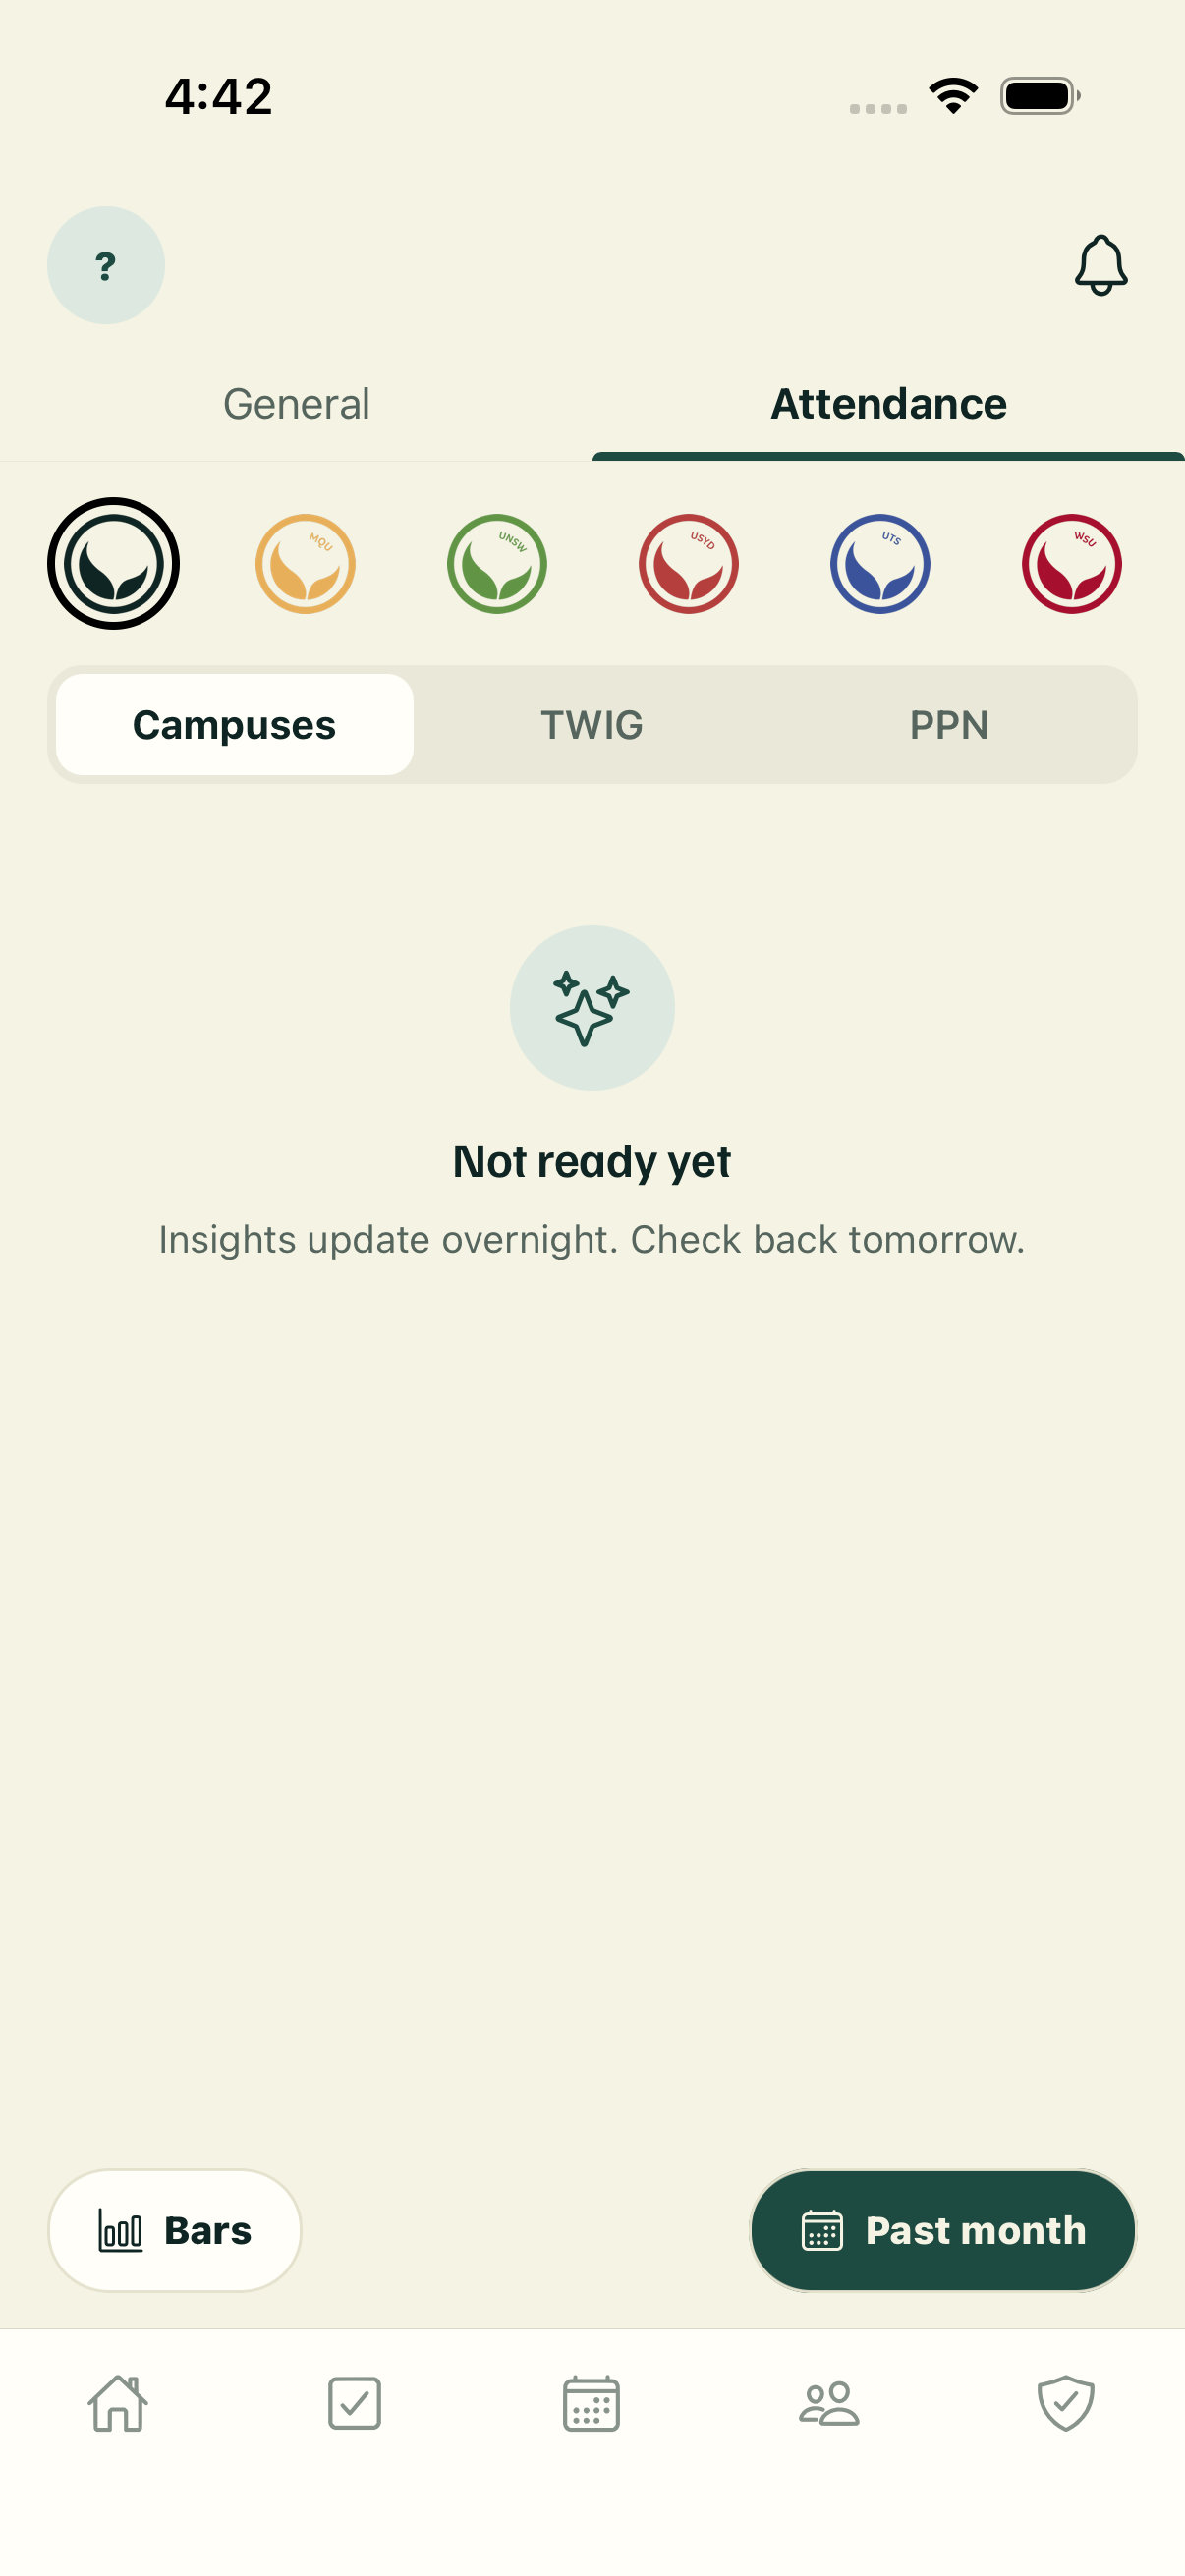 4:42
?
General
Attendance
MQU
UNSW
USYD
UTS
WSU
Campuses
TWIG
PPN
Not ready yet
Insights update overnight. Check back tomorrow.
Bars
Past month